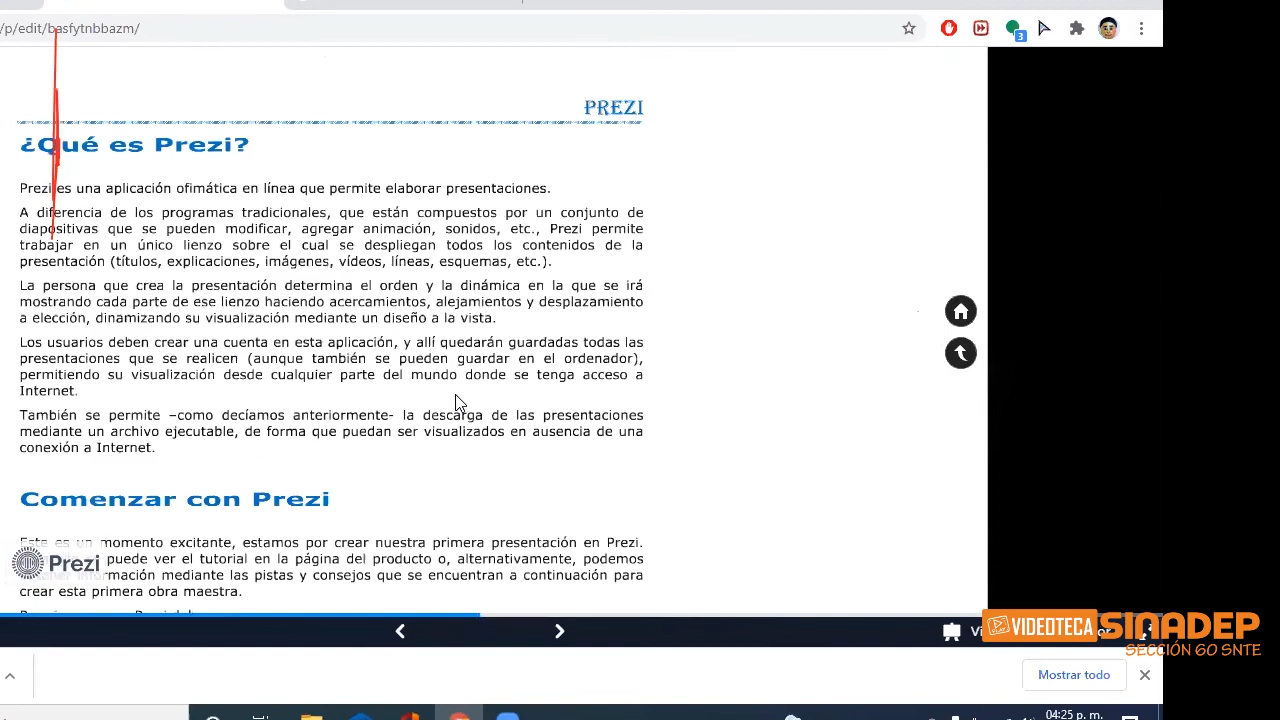 /p/edit/basfytnbbazm/
3
PREZI
¿Qué es Prezi?
Prezi es una aplicación ofimática en línea que permite elaborar presentaciones.
A diferencia de los programas tradicionales, que están compuestos por un conjunto de
diapositivas que se pueden modificar, agregar animación, sonidos, etc., Prezi permite
trabajar en un único lienzo sobre el cual se despliegan todos los contenidos de la
presentación (títulos, explicaciones, imágenes, vídeos, líneas, esquemas, etc.).
La persona que crea la presentación determina el orden y la dinámica en la que se irá
mostrando cada parte de ese lienzo haciendo acercamientos, alejamientos y desplazamiento
a elección, dinamizando su visualización mediante un diseño a la vista.
Los usuarios deben crear una cuenta en esta aplicación, y allí quedarán guardadas todas las
presentaciones que se realicen (aunque también se pueden guardar en el ordenador),
permitiendo su visualización desde cualquier parte del mundo donde se tenga acceso a
Internet.
También se permite –como decíamos anteriormente- la descarga de las presentaciones
mediante un archivo ejecutable, de forma que puedan ser visualizados en ausencia de una
conexión a Internet.
Comenzar con Prezi
Este es un momento excitante, estamos por crear nuestra primera presentación en Prezi.
puede ver el tutorial en la página del producto o, alternativamente, podemos
información mediante las pistas y consejos que se encuentran a continuación para
crear esta primera obra maestra.
Prezi
VIDEOTECA SINADEP
SECCIÓN 60 SNTE
Mostrar todo
04:25 p. m.